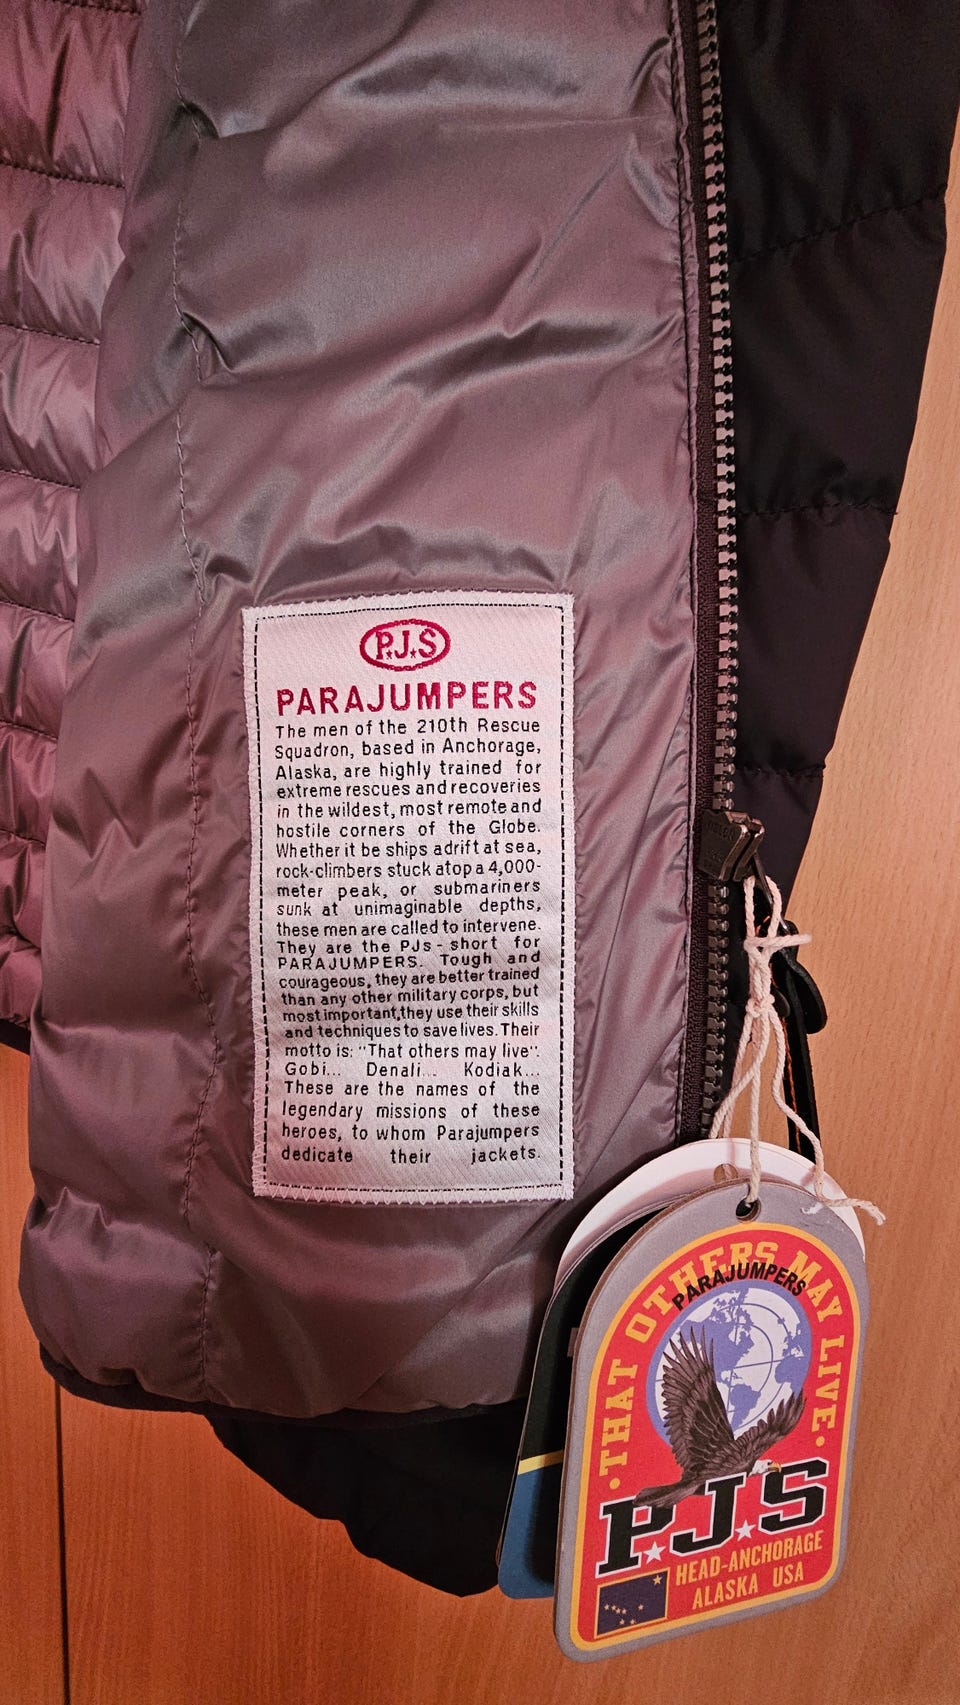 P.J.S
PARAJUMPERS
The men of the 210th Rescue
Squadron, based in Anchorage,
Alaska, are highly trained for
extreme rescues and recoveries
in the wildest, most remote and
hostile corners of the Globe.
Whether it be ships adrift at sea,
rock-climbers stuck atop a 4,000-
meter peak, or submariners
sunk at unimaginable depths,
these men are called to intervene.
They are the PJs - short for
PARAJUMPERS. Tough and
courageous, they are better trained
than any other military corps, but
most important,they use their skills
and techniques to save lives. Their
motto is: "That others may live".
Gobi... Denali... Kodiak...
These are the names of the
legendary missions of these
heroes, to whom Parajumpers
dedicate their jackets.
·THAT OTHERS MAY LIVE·
PARAJUMPERS
P.J.S
HEAD-ANCHORAGE
ALASKA USA